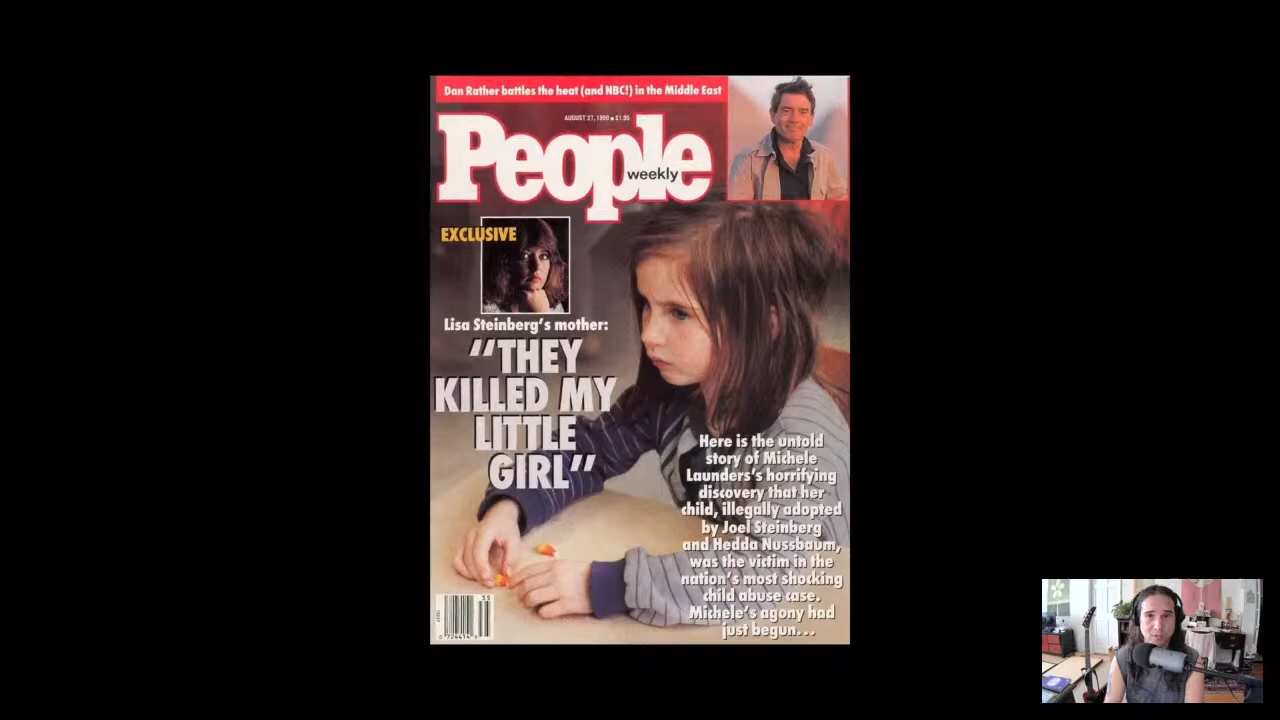 Dan Rather battles the heat (and NBC!) in the Middle East
AUGUST 27, 1990 ■ $1.95
People
weekly
EXCLUSIVE
Lisa Steinberg's mother:
"THEY
KILLED MY
LITTLE
GIRL"
Here is the untold
story of Michele
Launders's horrifying
discovery that her
child, illegally adopted
by Joel Steinberg
and Hedda Nussbaum,
was the victim in the
nation's most shocking
child abuse case.
Michele's agony had
just begun...
35